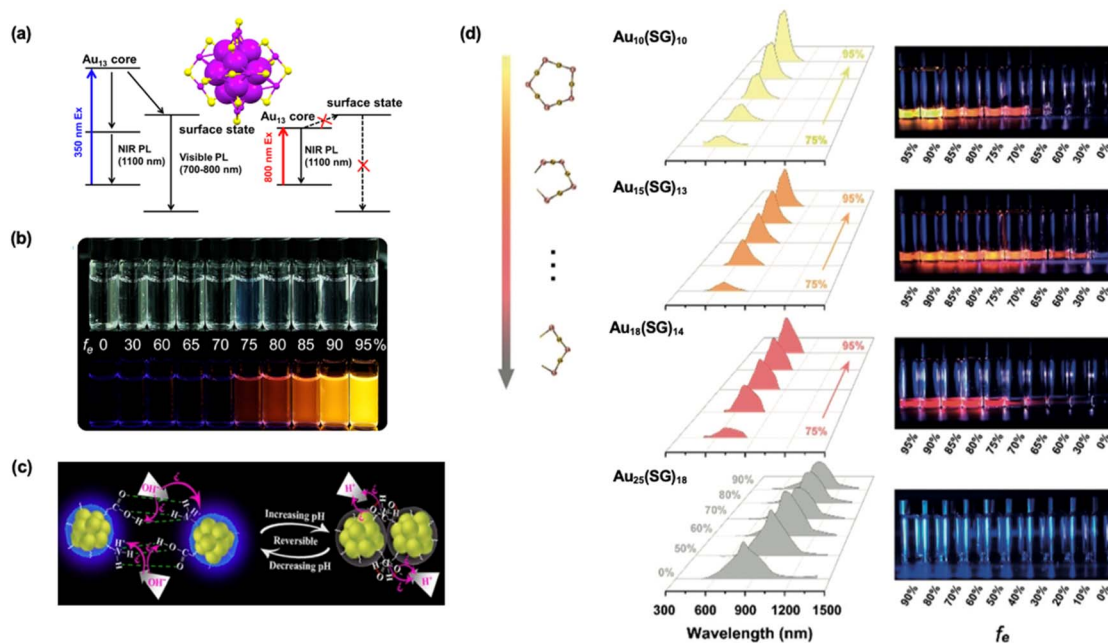 (a)
Au13 core
350 nm Ex
NIR PL
(1100 nm)
surface state
Visible PL
(700-800 nm)
Au13 core
surface state
800 nm Ex
NIR PL
(1100 nm)
(b)
fe 0 30 60 65 70 75 80 85 90 95%
(c)
OH⁻
OH⁻
Increasing pH
Reversible
Decreasing pH
H⁺
H⁺
(d)
Au10(SG)10
95%
75%
95% 90% 85% 80% 75% 70% 65% 60% 30% 0%
Au15(SG)13
95%
75%
95% 90% 85% 80% 75% 70% 65% 60% 30% 0%
Au18(SG)14
95%
75%
95% 90% 85% 80% 75% 70% 65% 60% 30% 0%
Au25(SG)18
90%
80%
70%
60%
50%
0%
300 600 900 1200 1500
Wavelength (nm)
90% 80% 70% 60% 50% 40% 30% 20% 10% 0%
fe